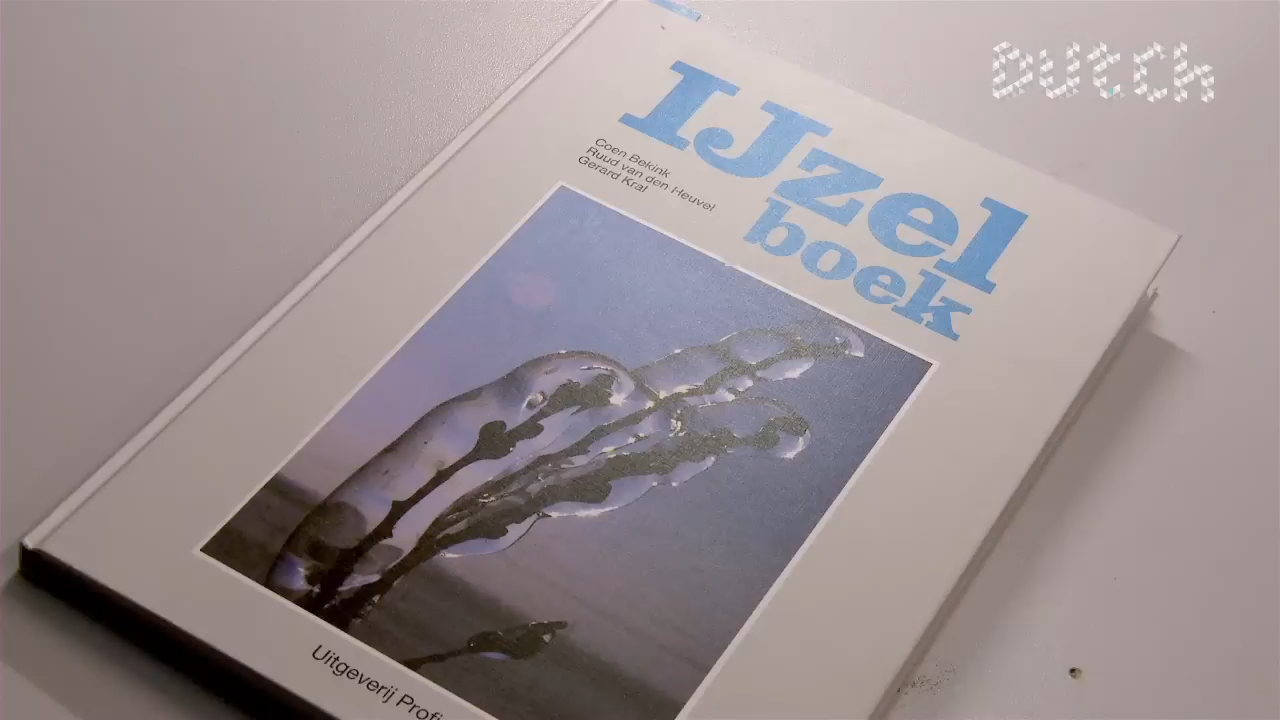 Dutch
IJzel
boek
Coen Bekink
Ruud van den Heuvel
Gerard Kral
Uitgeverij Profi